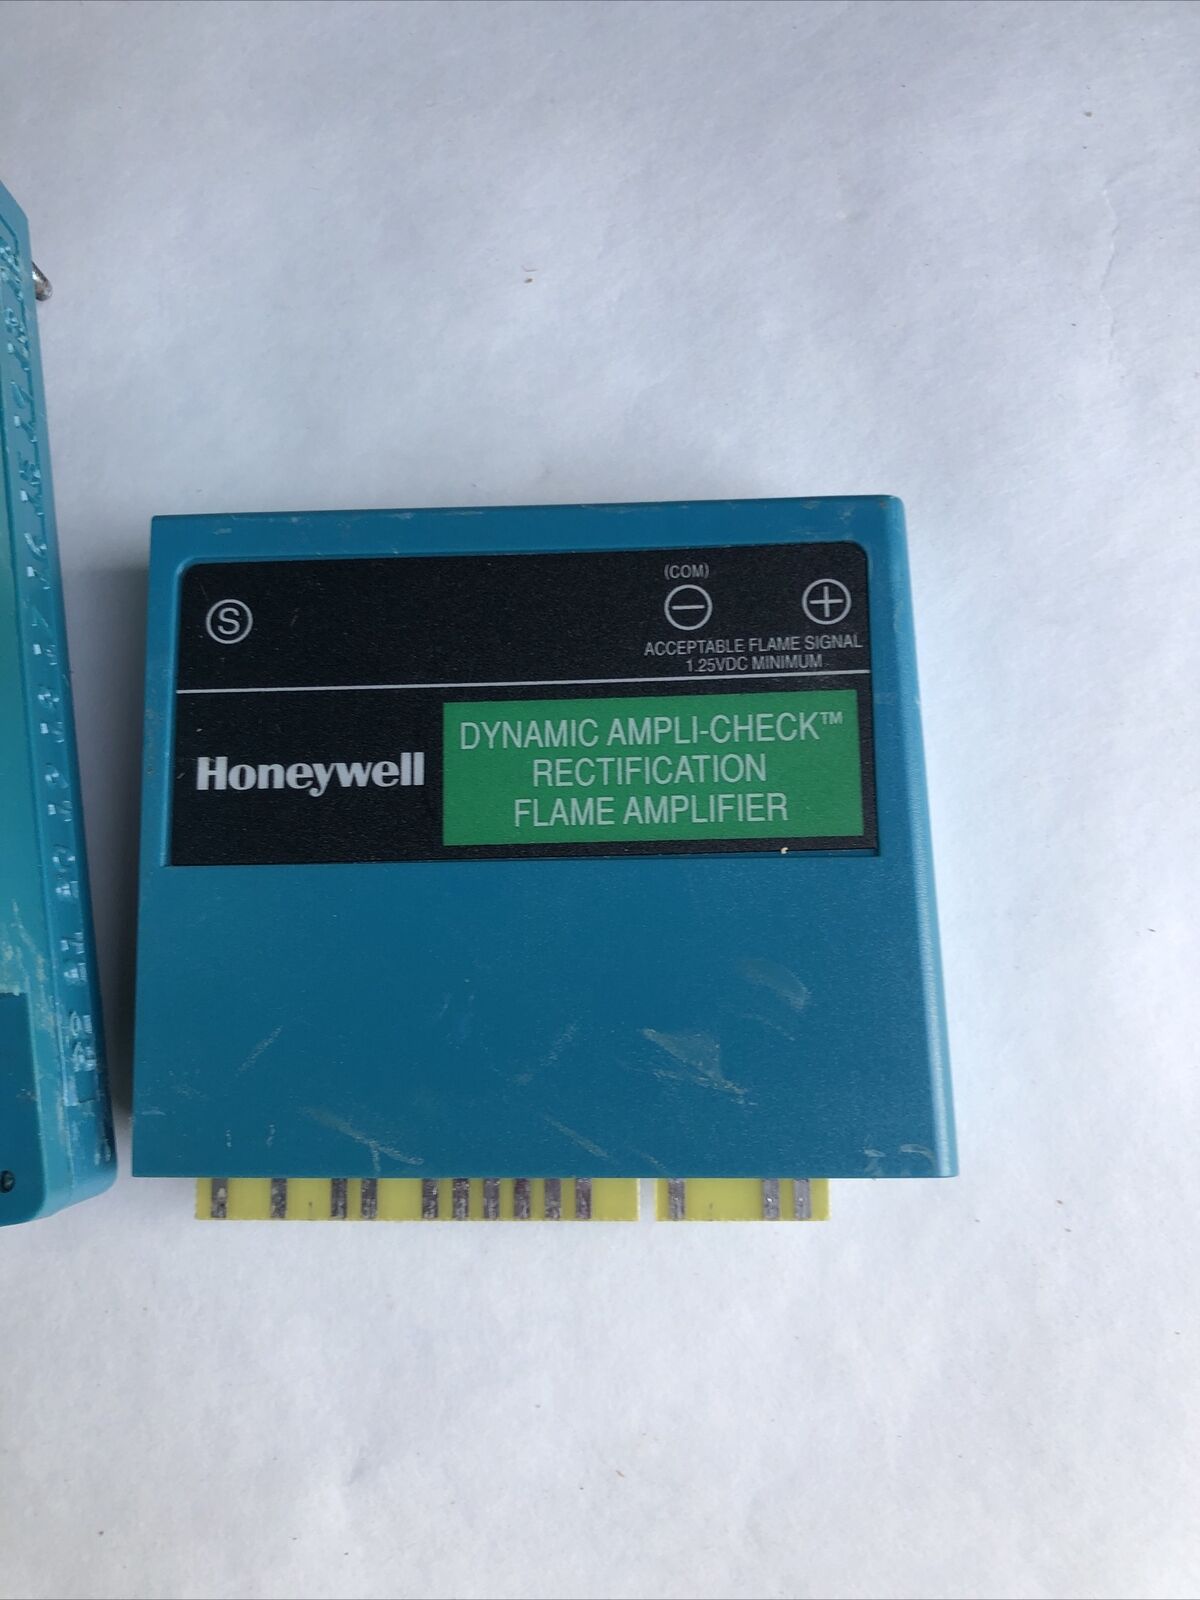 (COM)
S
− +
ACCEPTABLE FLAME SIGNAL
1.25VDC MINIMUM
Honeywell
DYNAMIC AMPLI-CHECK™
RECTIFICATION
FLAME AMPLIFIER